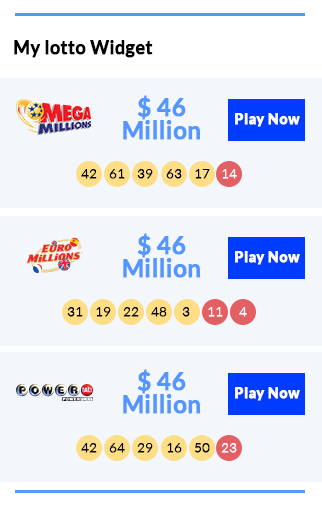 My lotto Widget
MEGA
MILLIONS
$ 46
Million
Play Now
42 61 39 63 17 14
EURO
MILLIONS
$ 46
Million
Play Now
31 19 22 48 3 11 4
POWER
$ 46
Million
Play Now
42 64 29 16 50 23